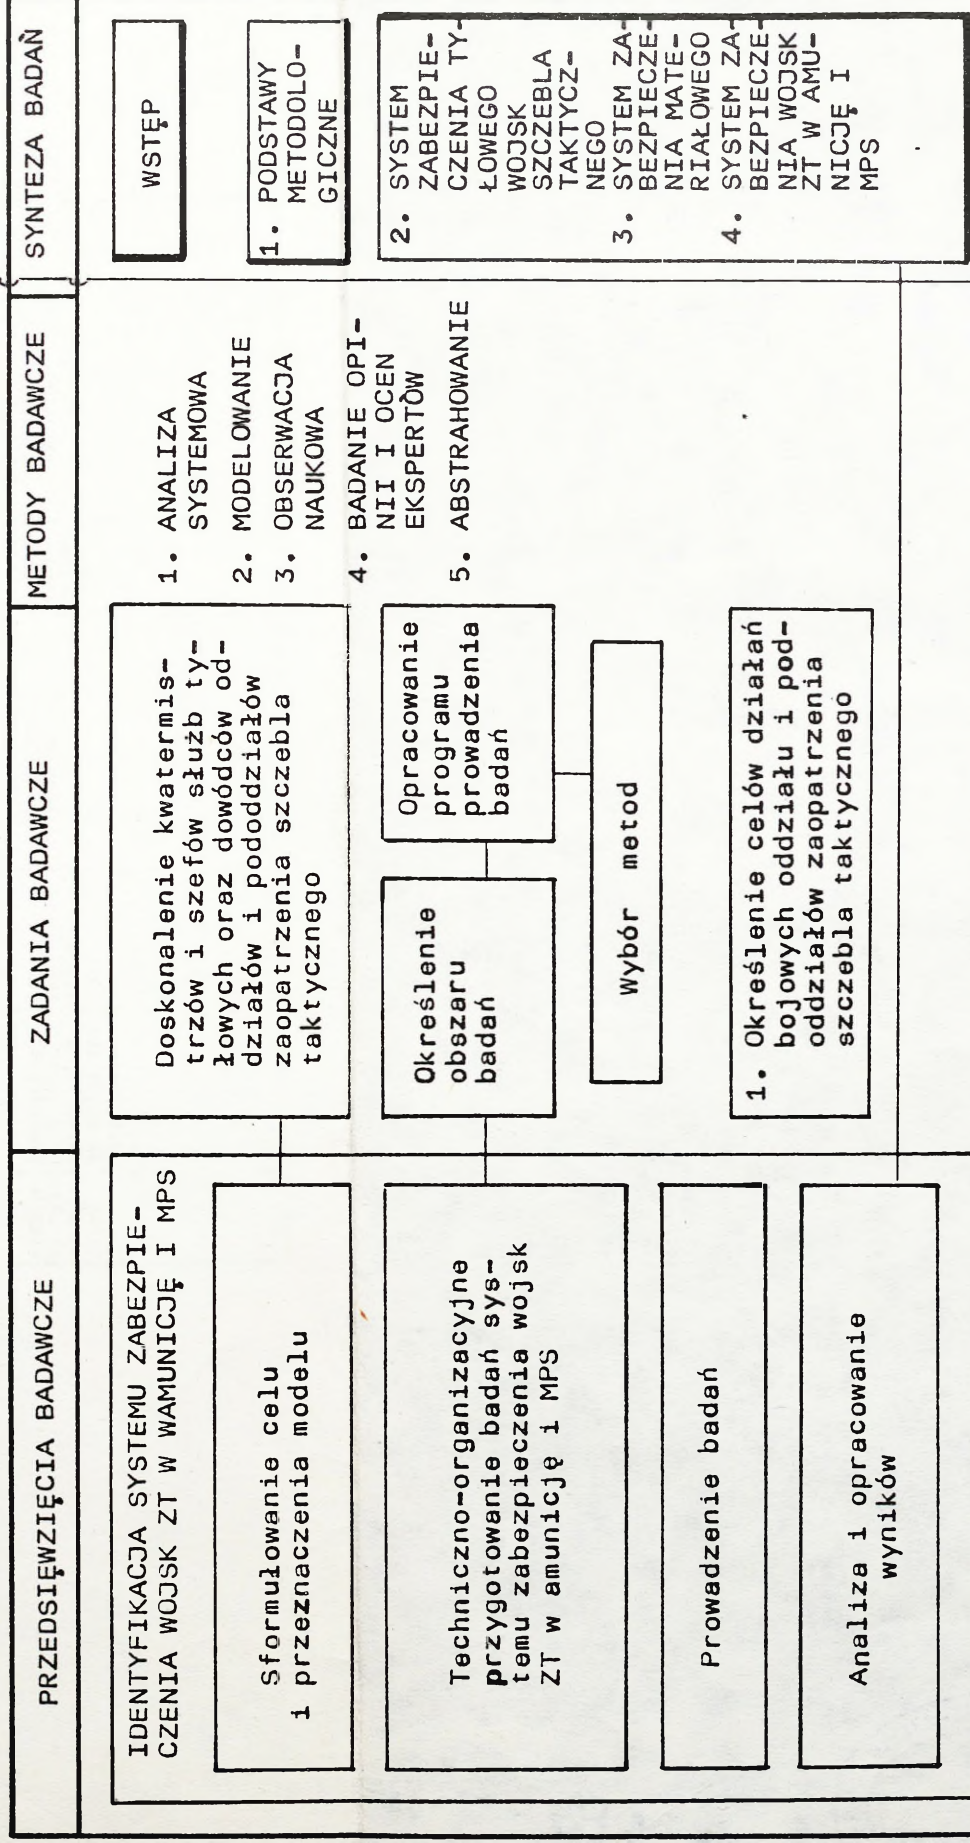 PRZEDSIĘWZIĘCIA BADAWCZE
ZADANIA BADAWCZE
METODY BADAWCZE
SYNTEZA BADAŃ
IDENTYFIKACJA SYSTEMU ZABEZPIE-
CZENIA WOJSK ZT W WAMUNICJĘ I MPS
Sformułowanie celu
i przeznaczenia modelu
Techniczno-organizacyjne
przygotowanie badań sys-
temu zabezpieczenia wojsk
ZT w amunicję i MPS
Prowadzenie badań
Analiza i opracowanie
wyników
Doskonalenie kwatermis-
trzów i szefów służb ty-
łowych oraz dowódców od-
działów i pododdziałów
zaopatrzenia szczebla
taktycznego
Określenie
obszaru
badań
Opracowanie
programu
prowadzenia
badań
Wybór metod
1. Określenie celów działań
bojowych oddziału i pod-
oddziałów zaopatrzenia
szczebla taktycznego
1. ANALIZA
SYSTEMOWA
2. MODELOWANIE
3. OBSERWACJA
NAUKOWA
4. BADANIE OPI-
NII I OCEN
EKSPERTÓW
5. ABSTRAHOWANIE
WSTĘP
1. PODSTAWY
METODOLO-
GICZNE
2. SYSTEM
ZABEZPIE-
CZENIA TY-
ŁOWEGO
WOJSK
SZCZEBLA
TAKTYCZ-
NEGO
3. SYSTEM ZA-
BEZPIECZE-
NIA MATE-
RIAŁOWEGO
4. SYSTEM ZA-
BEZPIECZE-
NIA WOJSK
ZT W AMU-
NICJĘ I
MPS